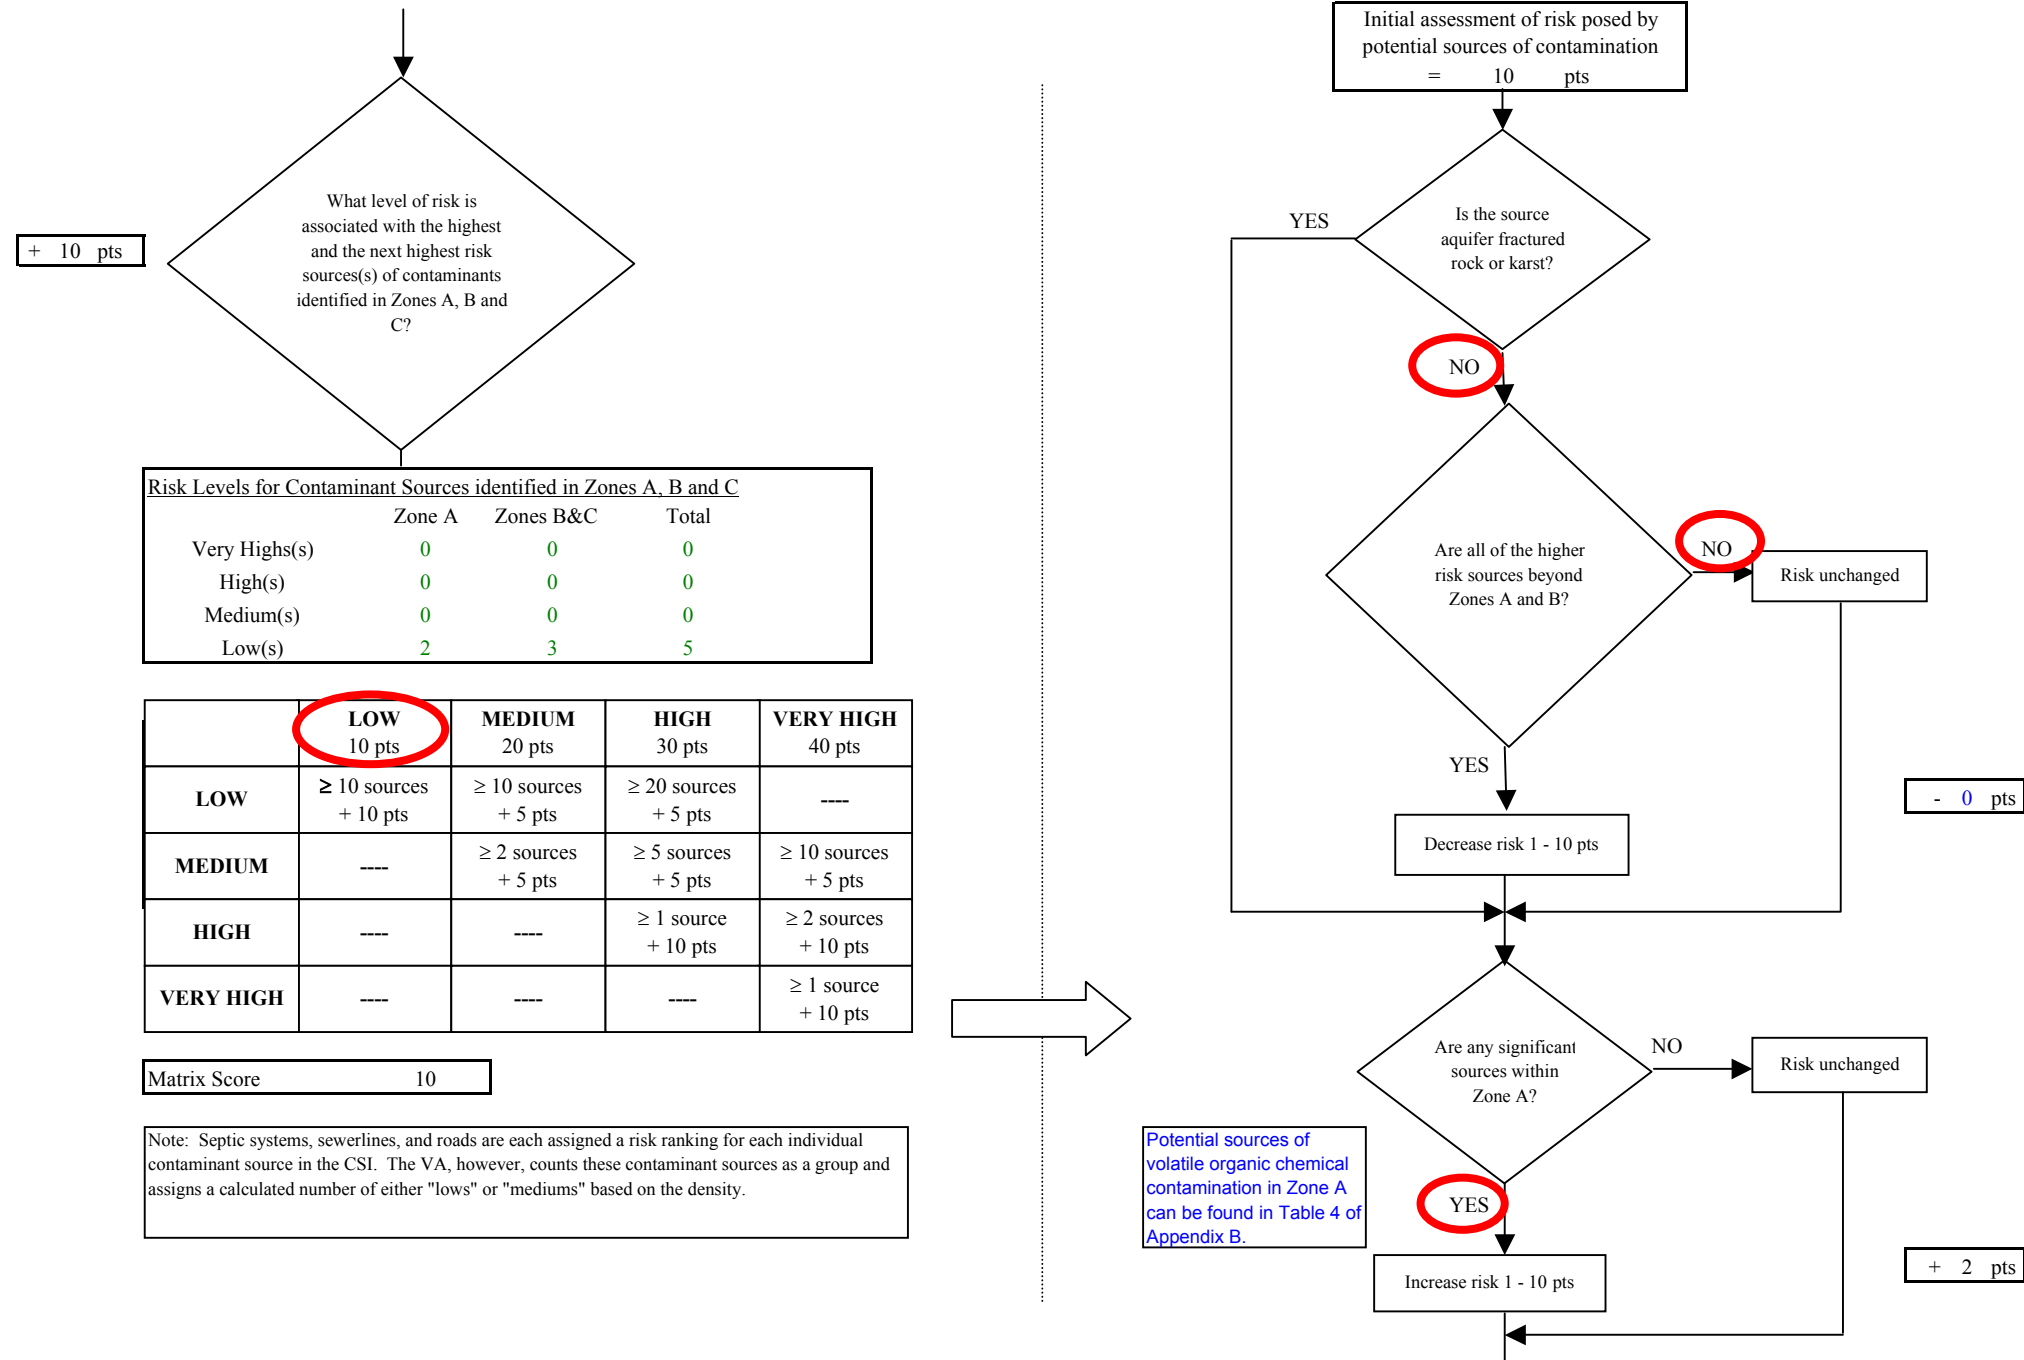 + 10 pts
What level of risk is
associated with the highest
and the next highest risk
sources(s) of contaminants
identified in Zones A, B and
C?
Risk Levels for Contaminant Sources identified in Zones A, B and C
Zone A Zones B&C Total
Very Highs(s) 0 0 0
High(s) 0 0 0
Medium(s) 0 0 0
Low(s) 2 3 5
LOW MEDIUM HIGH VERY HIGH
10 pts 20 pts 30 pts 40 pts
LOW ≥ 10 sources ≥ 10 sources ≥ 20 sources ----
+ 10 pts + 5 pts + 5 pts
MEDIUM ---- ≥ 2 sources ≥ 5 sources ≥ 10 sources
+ 5 pts + 5 pts + 5 pts
HIGH ---- ---- ≥ 1 source ≥ 2 sources
+ 10 pts + 10 pts
VERY HIGH ---- ---- ---- ≥ 1 source
+ 10 pts
Matrix Score 10
Note: Septic systems, sewerlines, and roads are each assigned a risk ranking for each individual
contaminant source in the CSI. The VA, however, counts these contaminant sources as a group and
assigns a calculated number of either "lows" or "mediums" based on the density.
Initial assessment of risk posed by
potential sources of contamination
= 10 pts
YES
Is the source
aquifer fractured
rock or karst?
NO
Are all of the higher
risk sources beyond
Zones A and B?
NO
Risk unchanged
YES
- 0 pts
Decrease risk 1 - 10 pts
Are any significant
sources within
Zone A?
NO
Risk unchanged
Potential sources of
volatile organic chemical
contamination in Zone A
can be found in Table 4 of
Appendix B.
YES
+ 2 pts
Increase risk 1 - 10 pts